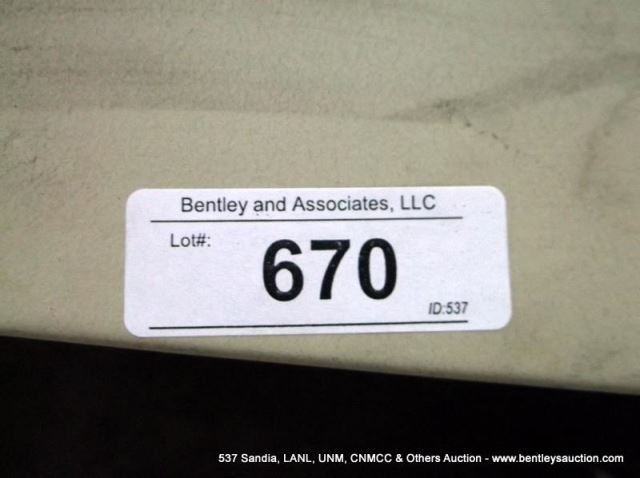 Bentley and Associates, LLC
Lot#:
670
ID:537
537 Sandia, LANL, UNM, CNMCC & Others Auction - www.bentleysauction.com